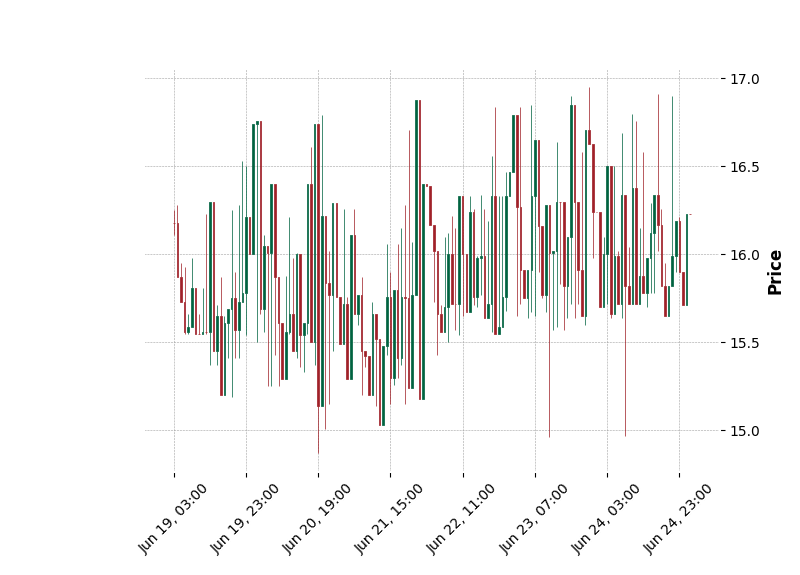 17.0
16.5
16.0
15.5
15.0
Price
Jun 19, 03:00
Jun 19, 23:00
Jun 20, 19:00
Jun 21, 15:00
Jun 22, 11:00
Jun 23, 07:00
Jun 24, 03:00
Jun 24, 23:00